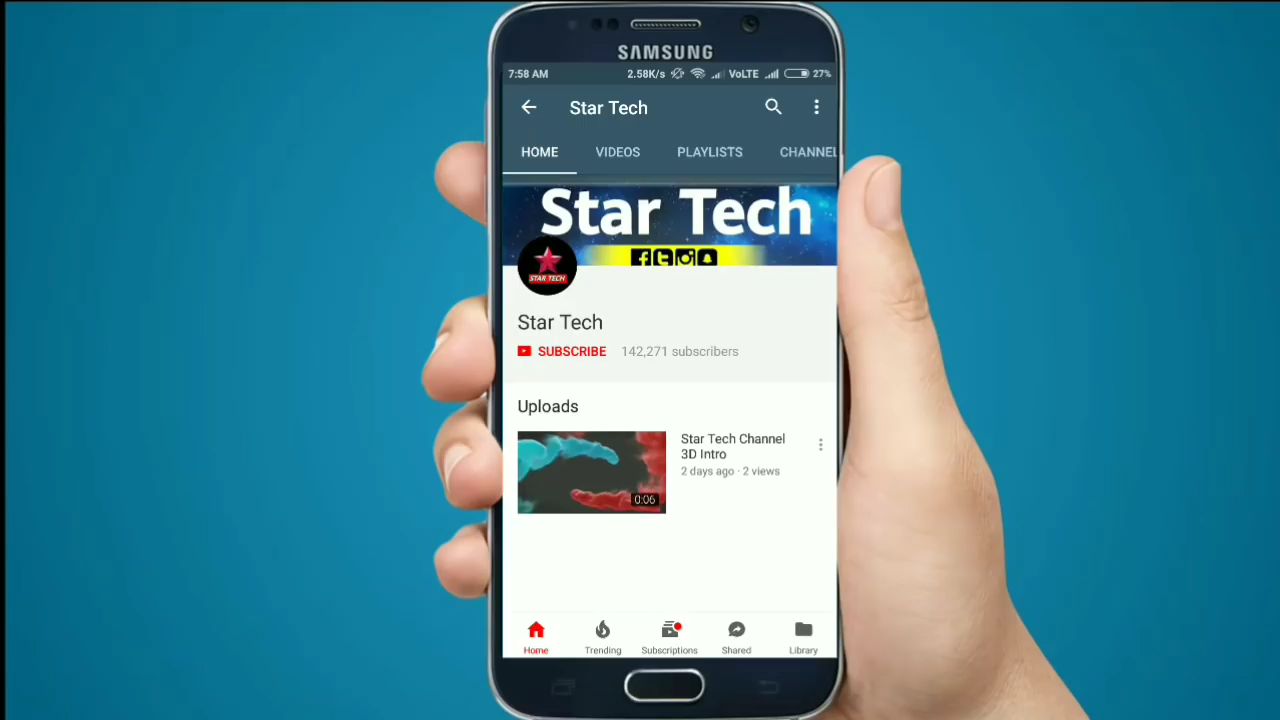 SAMSUNG
7:58 AM 2.58K/s VoLTE 27%
Star Tech
HOME VIDEOS PLAYLISTS CHANNEL
Star Tech
STAR TECH
Star Tech
SUBSCRIBE 142,271 subscribers
Uploads
Star Tech Channel
3D Intro
2 days ago · 2 views
0:06
Home Trending Subscriptions Shared Library